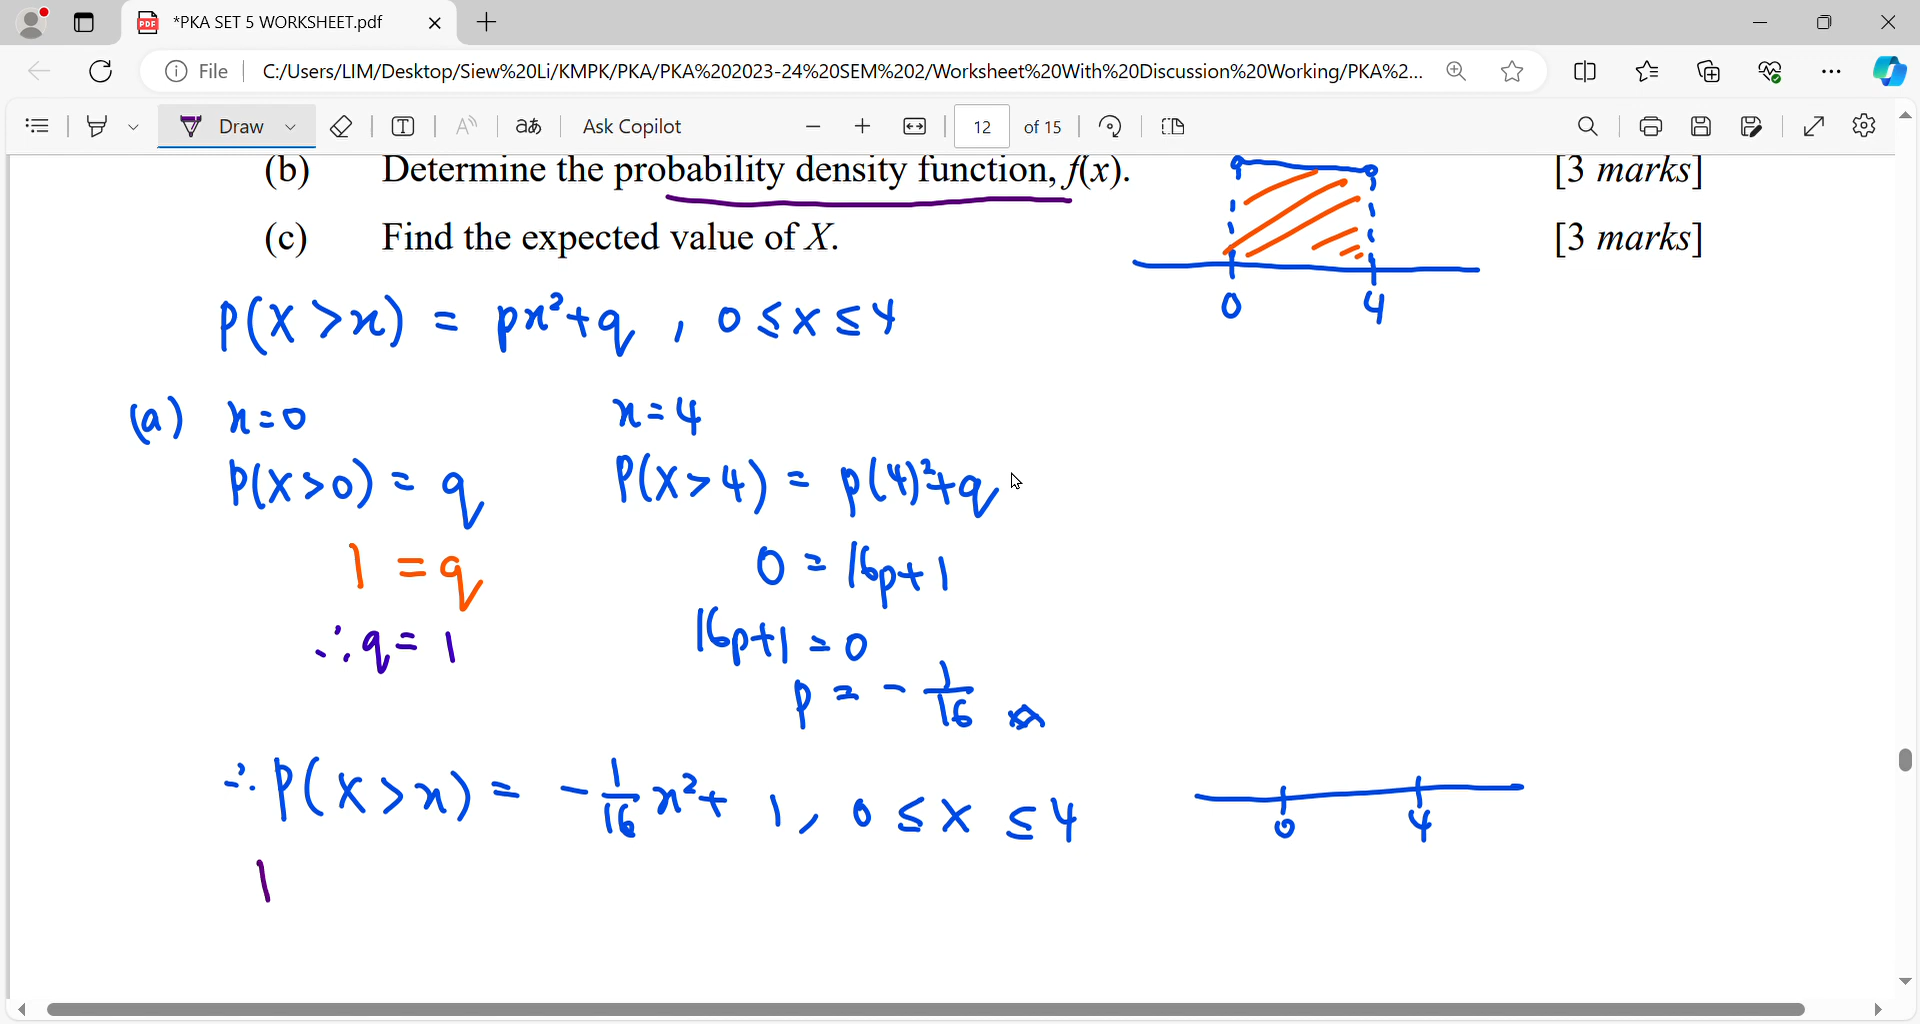 *PKA SET 5 WORKSHEET.pdf
File C:/Users/LIM/Desktop/Siew%20Li/KMPK/PKA/PKA%202023-24%20SEM%202/Worksheet%20With%20Discussion%20Working/PKA%2...
PDF
Draw T A aあ Ask Copilot 12 of 15
(b) Determine the probability density function, f(x). [3 marks]
(c) Find the expected value of X. [3 marks]
0 4
P(X > x) = px² + q , 0 ≤ x ≤ 4
(a) x = 0 x = 4
P(X > 0) = q P(X > 4) = p(4)² + q
1 = q 0 = 16p + 1
∴ q = 1 16p + 1 = 0
p = - 1/16
∴ P(X > x) = - 1/16 x² + 1 , 0 ≤ x ≤ 4
0 4